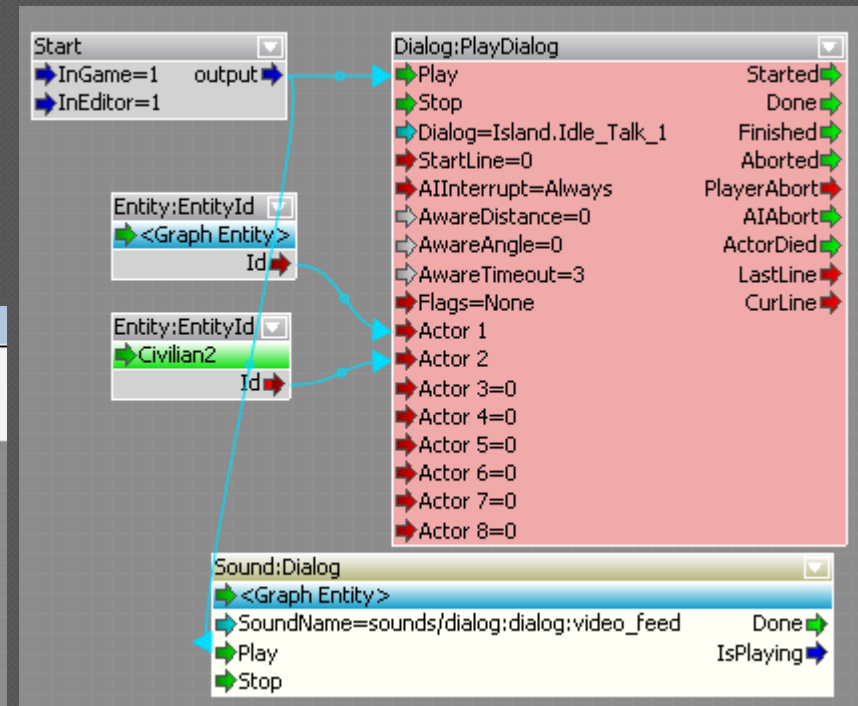 Start
InGame=1 output
InEditor=1
Entity:EntityId
<Graph Entity>
Id
Entity:EntityId
Civilian2
Id
Dialog:PlayDialog
Play Started
Stop Done
Dialog=Island.Idle_Talk_1 Finished
StartLine=0 Aborted
AIInterrupt=Always PlayerAbort
AwareDistance=0 AIAbort
AwareAngle=0 ActorDied
AwareTimeout=3 LastLine
Flags=None CurLine
Actor 1
Actor 2
Actor 3=0
Actor 4=0
Actor 5=0
Actor 6=0
Actor 7=0
Actor 8=0
Sound:Dialog
<Graph Entity>
SoundName=sounds/dialog:dialog:video_feed Done
Play IsPlaying
Stop